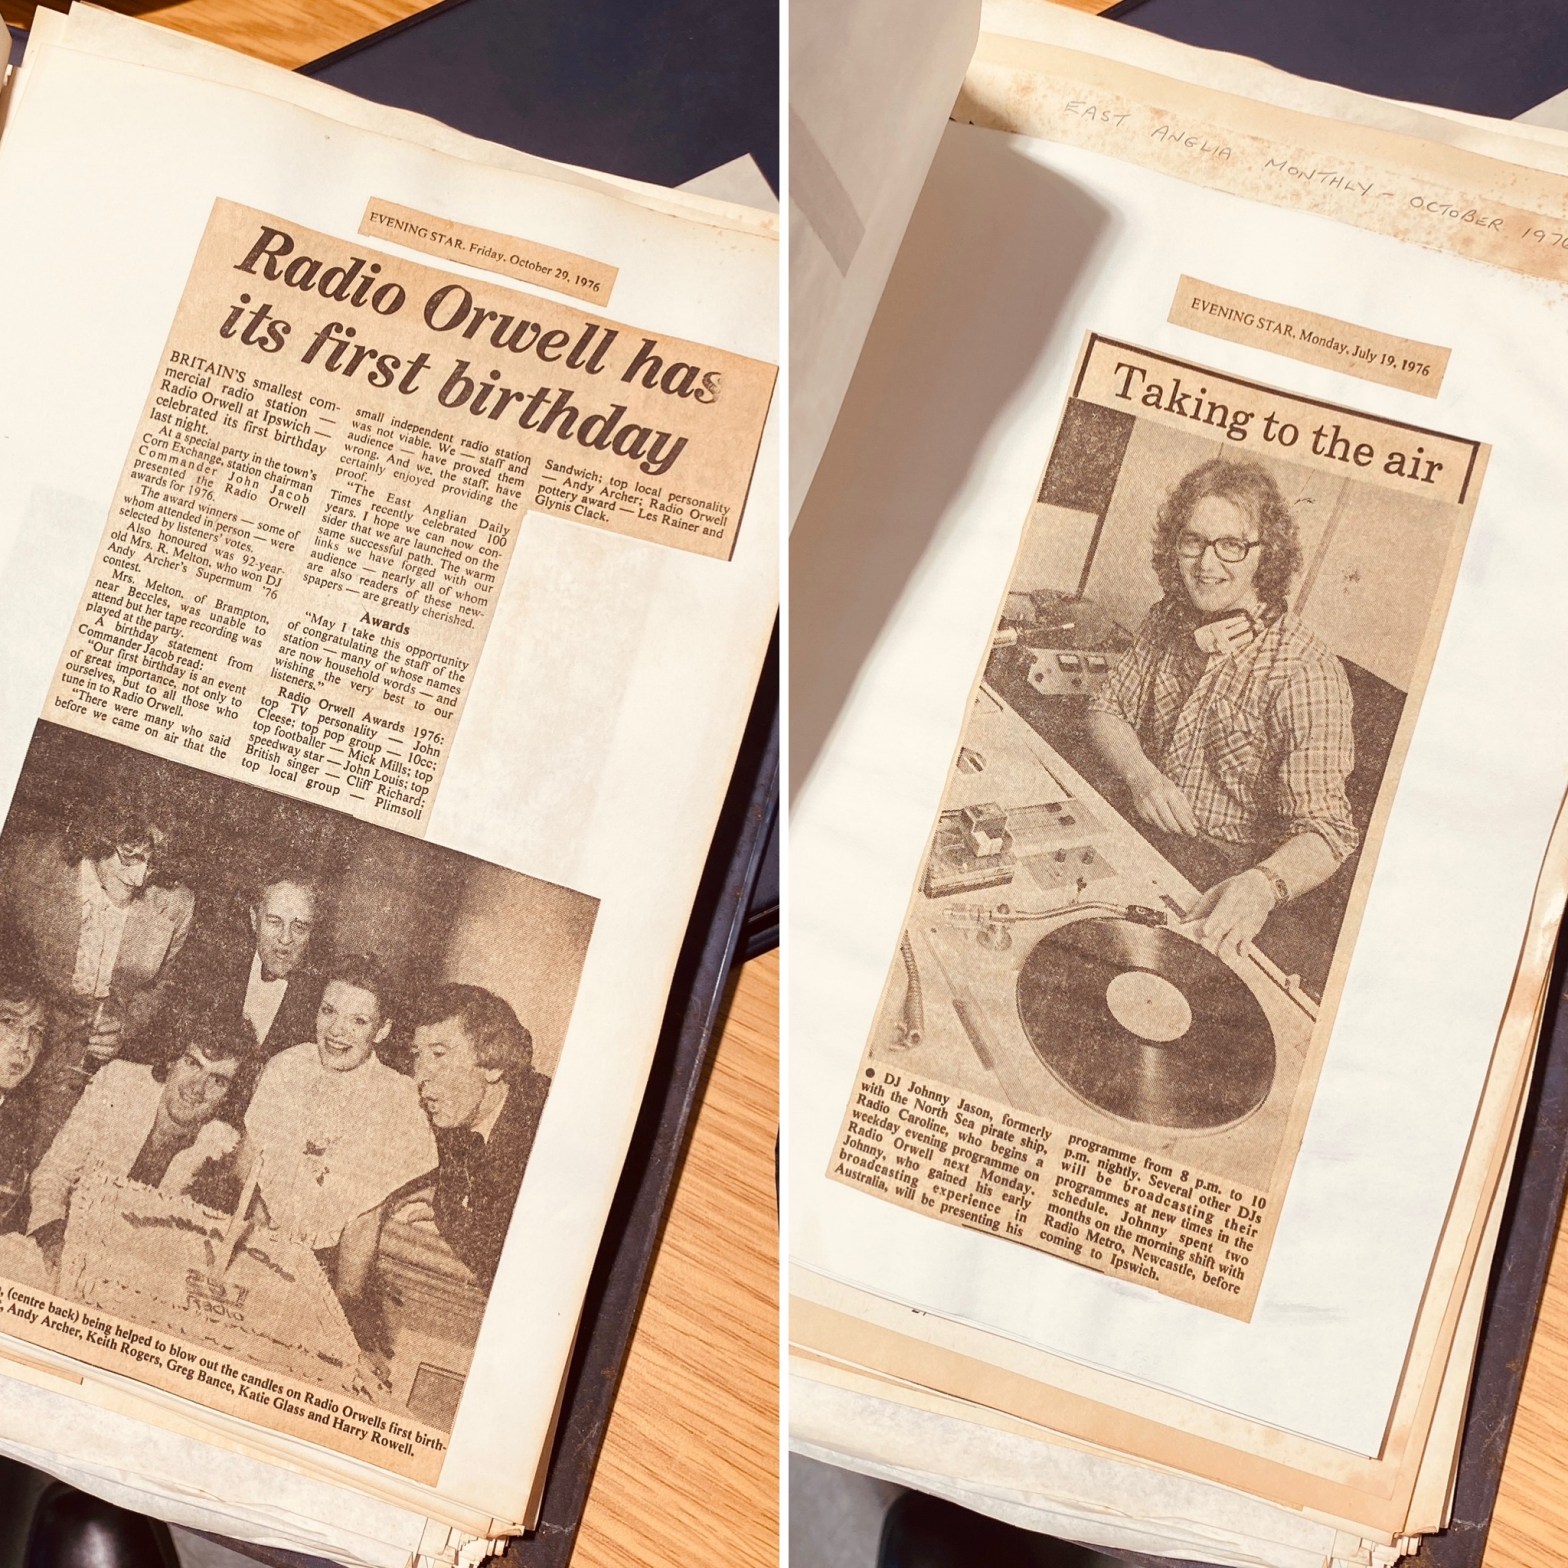 EVENING STAR, Friday, October 29, 1976
Radio Orwell has
its first birthday
BRITAIN'S smallest com-
mercial radio station —
Radio Orwell at Ipswich —
celebrated its first birthday
last night.
At a special party in the town's
Corn Exchange, station chairman
Commander John Jacob
presented the Radio Orwell
awards for 1976.
The award winners — some of
whom attended in person — were
selected by listeners' votes.
Also honoured was 92-year-
old Mrs. R. Melton, who won DJ
Andy Archer's Supermum '76
contest.
Mrs. Melton, of Brampton,
near Beccles, was unable to
attend but her tape recording was
played at the party.
A birthday statement from
Commander Jacob read:
"Our first birthday is an event
of great importance, not only to
ourselves, but to all those who
tune in to Radio Orwell.
"There were many who said
before we came on air that the
small independent radio station
was not viable. The staff and
audience — have proved them
wrong. And we, providing the
certainly enjoyed
proof.
"The East Anglian Daily
Times recently celebrated 100
years. I hope we can now con-
sider we are launched on the
same successful path. The warm
links we have forged with our
audience — nearly all of whom
are also readers of these news-
papers — are greatly cherished.
Awards
"May I take this opportunity
of congratulating the staff of the
station — many of whose names
are now household words — and
wishing the very best to our
listeners."
Radio Orwell Awards 1976:
top TV personality — John
Cleese; top pop group — 10cc
top footballer — Mick Mills; top
speedway star — John Louis; top
British singer — Cliff Richard;
top local group — Plimsoll
Sandwich; top local personality
— Andy Archer; Radio Orwell
pottery award — Les Rainer and
Glynis Clack.
(centre back) being helped to blow out the candles on Radio Orwells first birth-
Andy Archer, Keith Rogers, Greg Bance, Katie Glass and Harry Rowell.
EAST ANGLIA MONTHLY - OCTOBER 197
EVENING STAR, Monday, July 19, 1976
Taking to the air
● DJ Johnny Jason, formerly
with the North Sea pirate ship
Radio Caroline, who begins a
weekday evening programme on
Radio Orwell next Monday.
Johnny, who gained his early
broadcasting experience in
Australia will be presenting his
programme from 8 p.m. to 10
p.m. nightly. Several other DJs
will be broadcasting their
programmes at new times in the
schedule. Johnny spent two
months on the morning shift with
Radio Metro, Newcastle, before
coming to Ipswich.